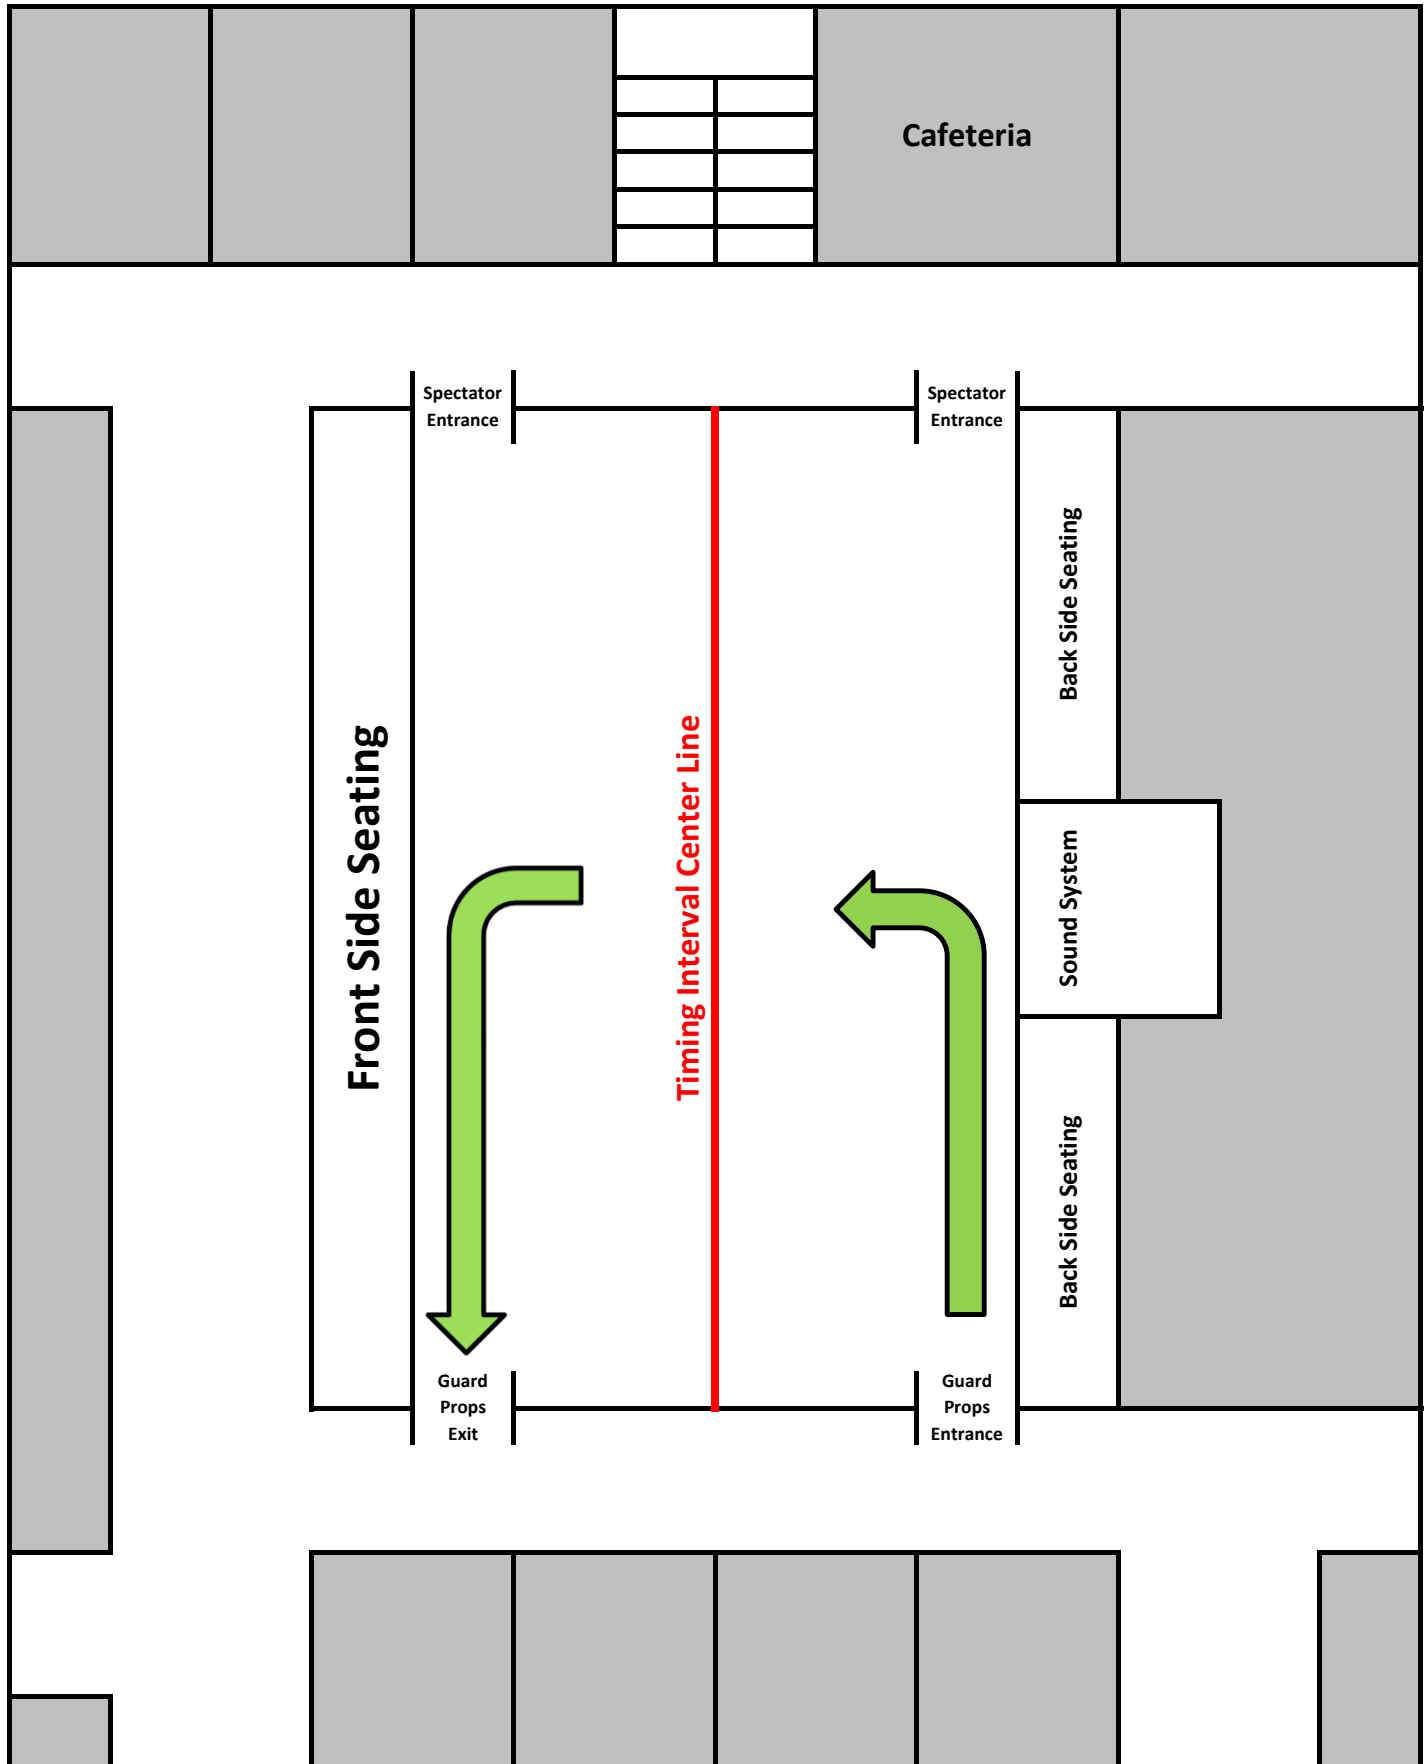 Cafeteria
Spectator
Entrance
Spectator
Entrance
Back Side Seating
Front Side Seating
Timing Interval Center Line
Sound System
Back Side Seating
Guard
Props
Exit
Guard
Props
Entrance